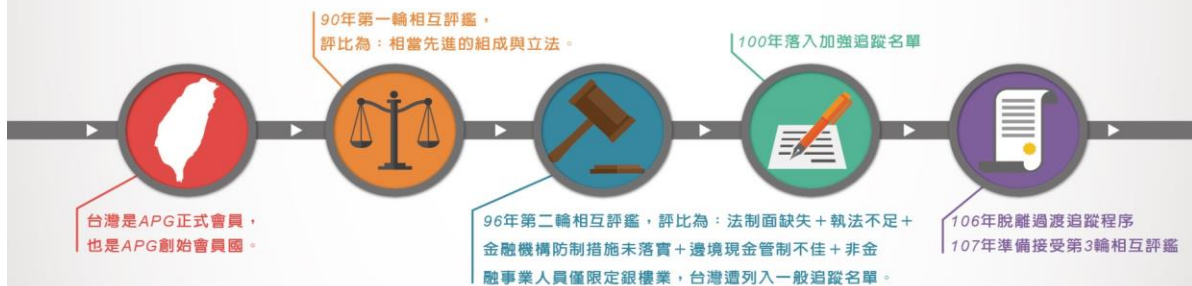 台灣是APG正式會員，
也是APG創始會員國。
90年第一輪相互評鑑，
評比為：相當先進的組成與立法。
96年第二輪相互評鑑，評比為：法制面缺失＋執法不足＋
金融機構防制措施未落實＋邊境現金管制不佳＋非金
融事業人員僅限定銀樓業，台灣遭列入一般追蹤名單。
100年落入加強追蹤名單
106年脫離過渡追蹤程序
107年準備接受第3輪相互評鑑